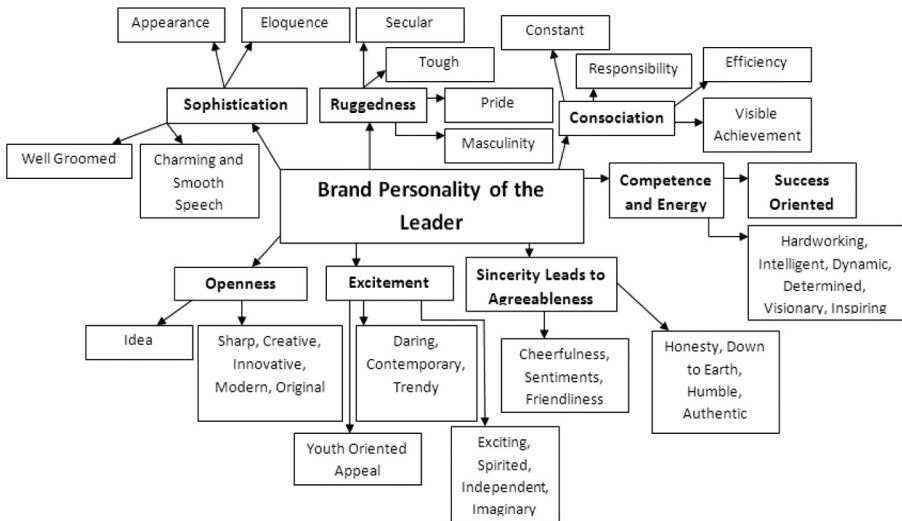 Appearance
Eloquence
Secular
Constant
Tough
Responsibility
Efficiency
Sophistication
Ruggedness
Pride
Consociation
Visible
Achievement
Masculinity
Well Groomed
Charming and
Smooth
Speech
Brand Personality of the
Leader
Competence
and Energy
Success
Oriented
Hardworking,
Intelligent, Dynamic,
Determined,
Visionary, Inspiring
Openness
Excitement
Sincerity Leads to
Agreeableness
Idea
Sharp, Creative,
Innovative,
Modern, Original
Daring,
Contemporary,
Trendy
Cheerfulness,
Sentiments,
Friendliness
Honesty, Down
to Earth,
Humble,
Authentic
Youth Oriented
Appeal
Exciting,
Spirited,
Independent,
Imaginary